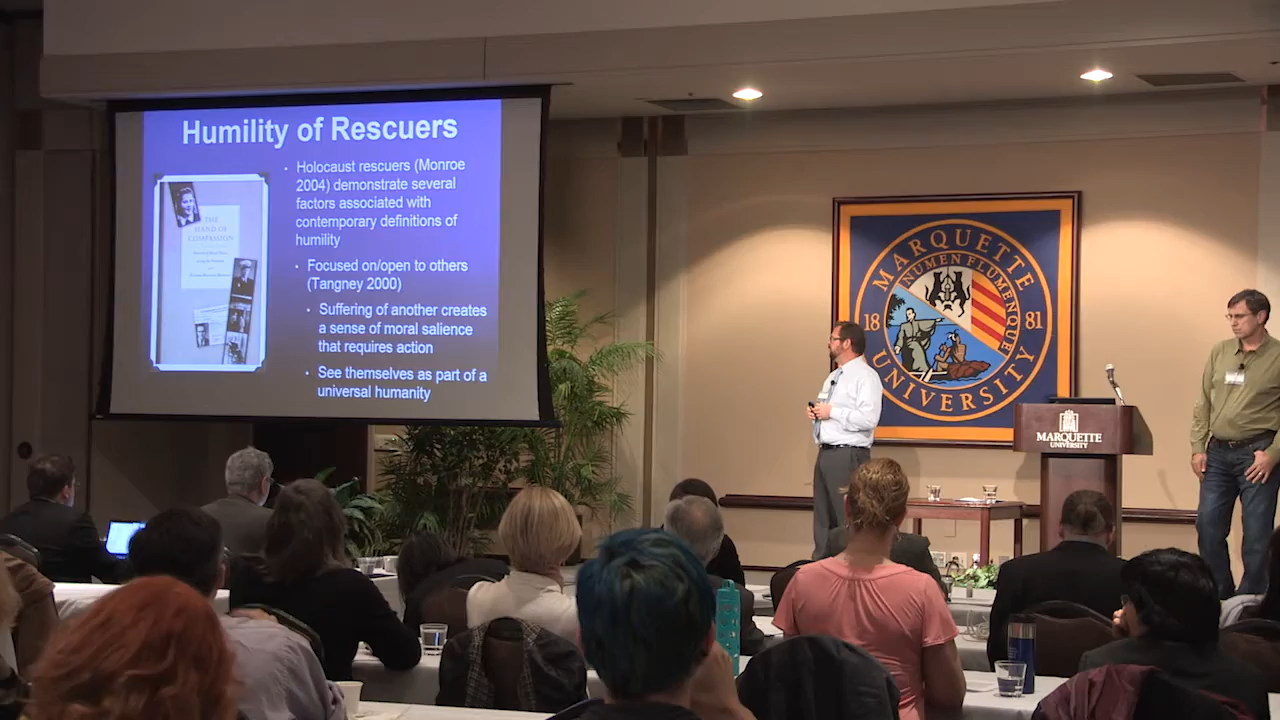 Humility of Rescuers
• Holocaust rescuers (Monroe
2004) demonstrate several
factors associated with
contemporary definitions of
humility
• Focused on/open to others
(Tangney 2000)
• Suffering of another creates
a sense of moral salience
that requires action
• See themselves as part of a
universal humanity
THE
HAND OF
COMPASSION
MARQUETTE
NUMEN FLUMENQUE
18 81
UNIVERSITY
MARQUETTE
UNIVERSITY